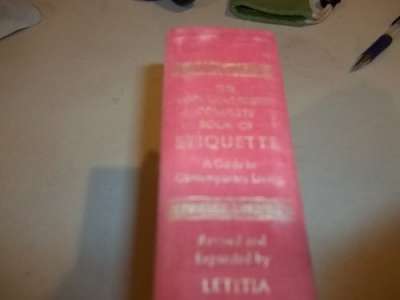 THE
COMPLETE
BOOK OF
ETIQUETTE
A Guide to
Contemporary Living
Revised and
Expanded by
LETITIA